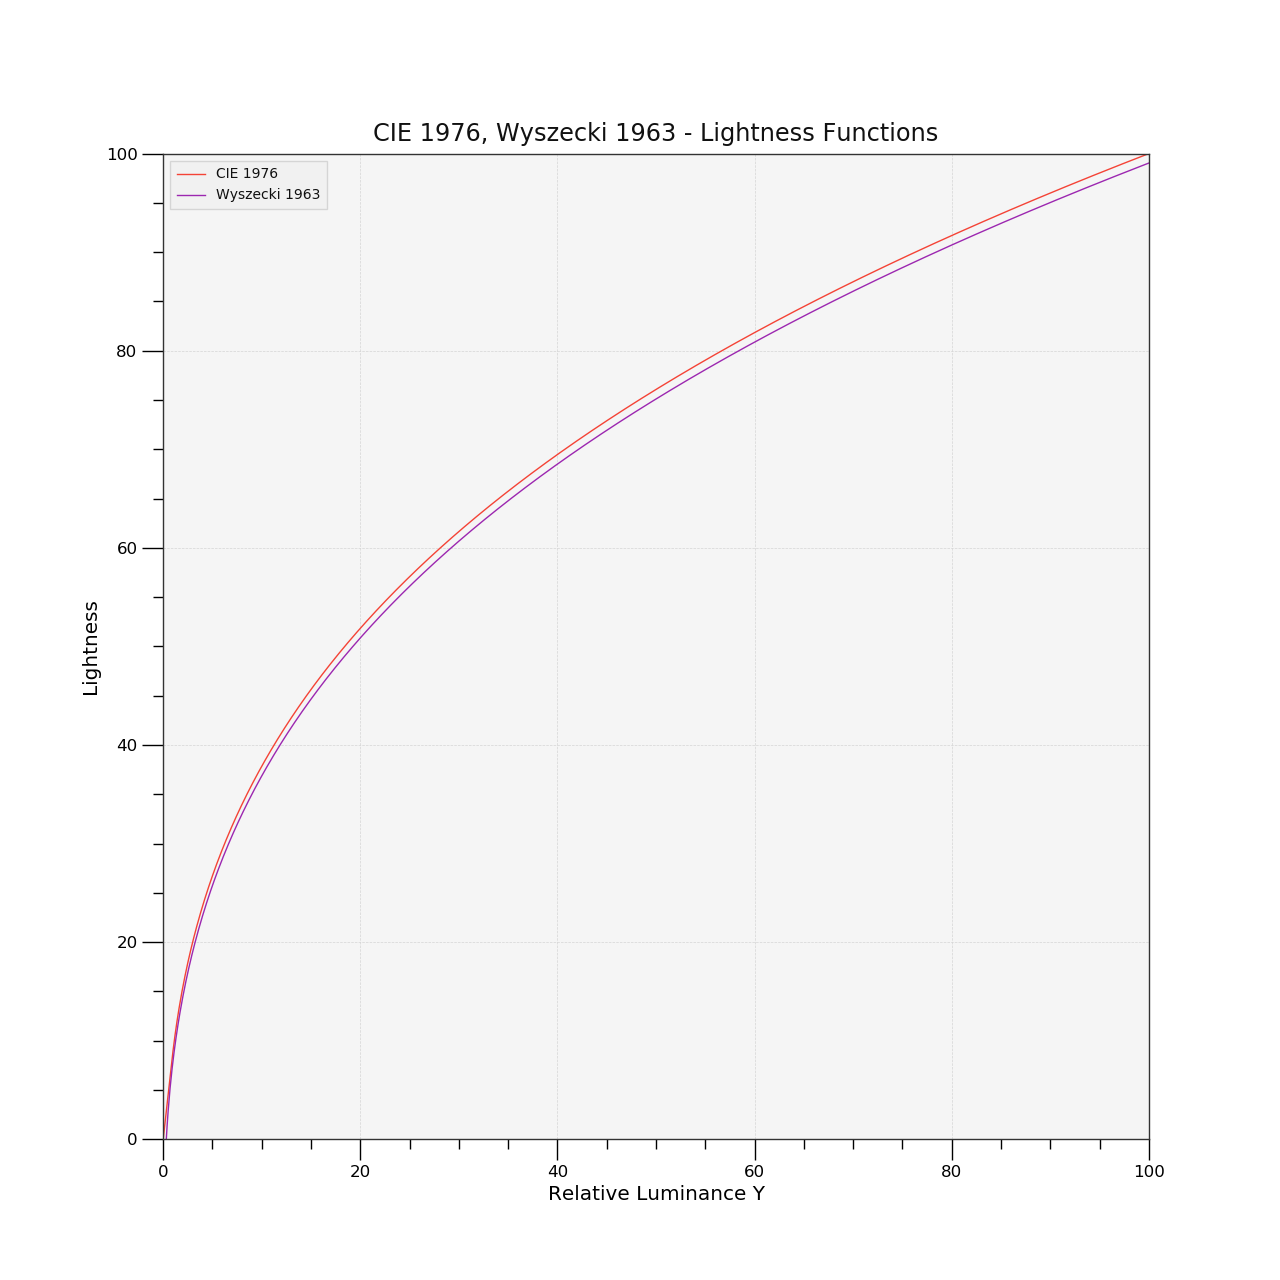 CIE 1976, Wyszecki 1963 - Lightness Functions
CIE 1976
Wyszecki 1963
100
80
60
40
20
0
Lightness
0 20 40 60 80 100
Relative Luminance Y